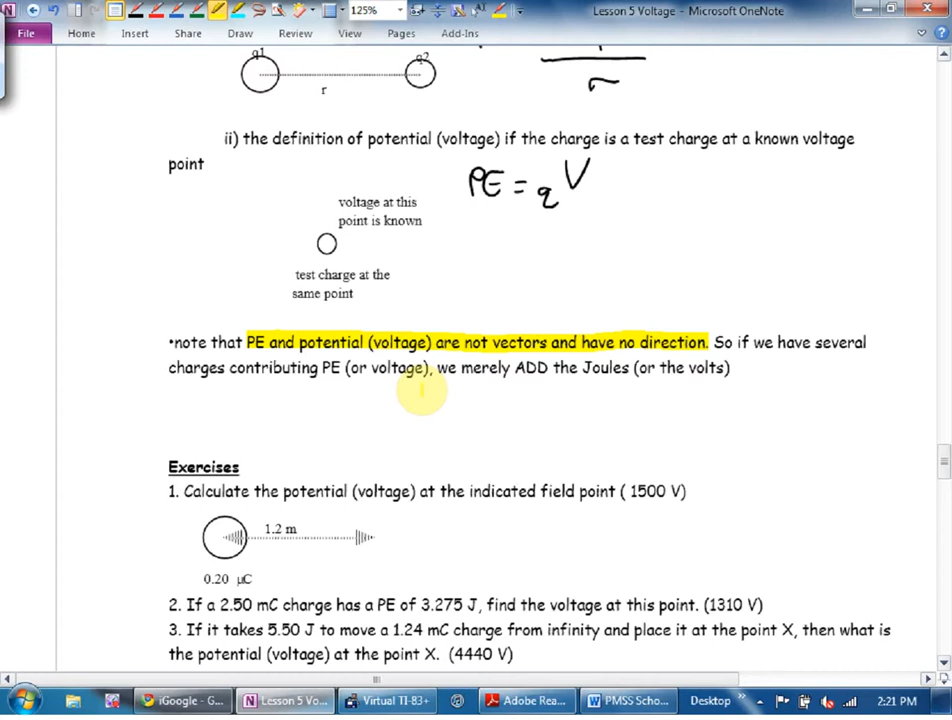 125%
Lesson 5 Voltage - Microsoft OneNote
File Home Insert Share Draw Review View Pages Add-Ins
q1 q2
r
r
ii) the definition of potential (voltage) if the charge is a test charge at a known voltage
point
PE = qV
voltage at this
point is known
test charge at the
same point
•note that PE and potential (voltage) are not vectors and have no direction. So if we have several
charges contributing PE (or voltage), we merely ADD the Joules (or the volts)
Exercises
1. Calculate the potential (voltage) at the indicated field point ( 1500 V)
1.2 m
0.20 µC
2. If a 2.50 mC charge has a PE of 3.275 J, find the voltage at this point. (1310 V)
3. If it takes 5.50 J to move a 1.24 mC charge from infinity and place it at the point X, then what is
the potential (voltage) at the point X. (4440 V)
iGoogle - G... Lesson 5 Vo... Virtual TI-83+ Adobe Rea... PMSS Scho... Desktop 2:21 PM